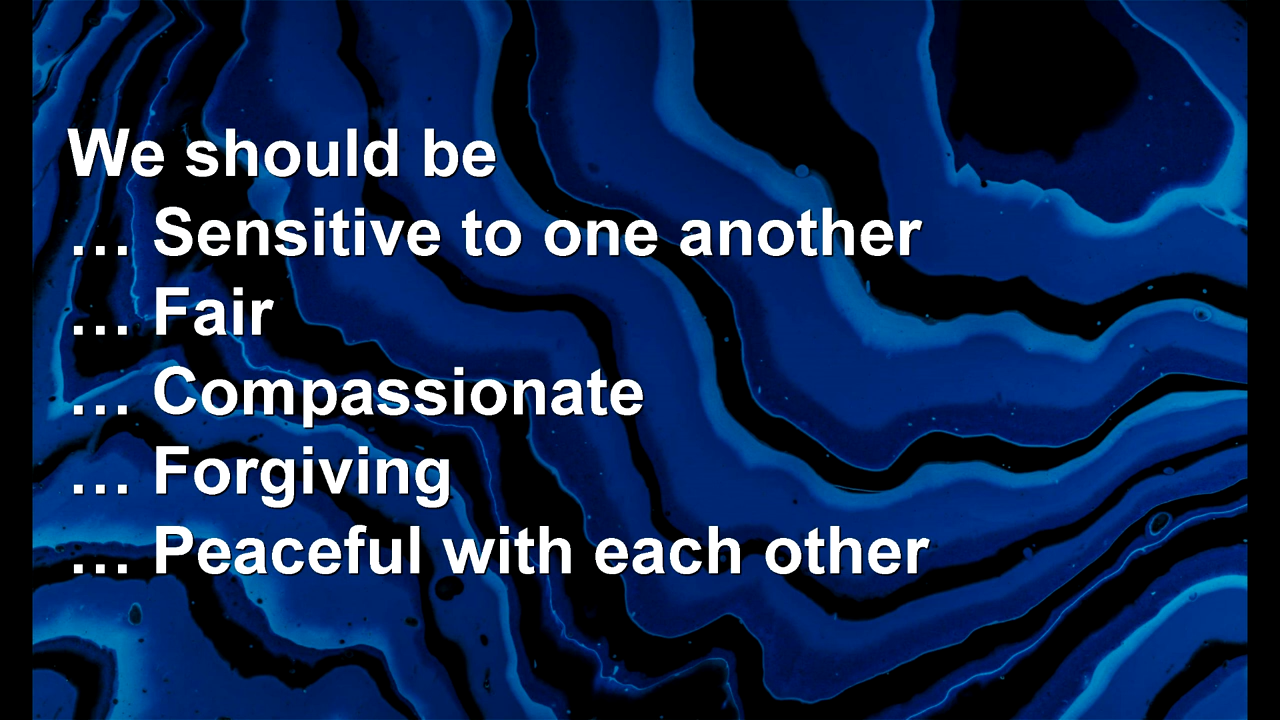 We should be
… Sensitive to one another
… Fair
… Compassionate
… Forgiving
… Peaceful with each other